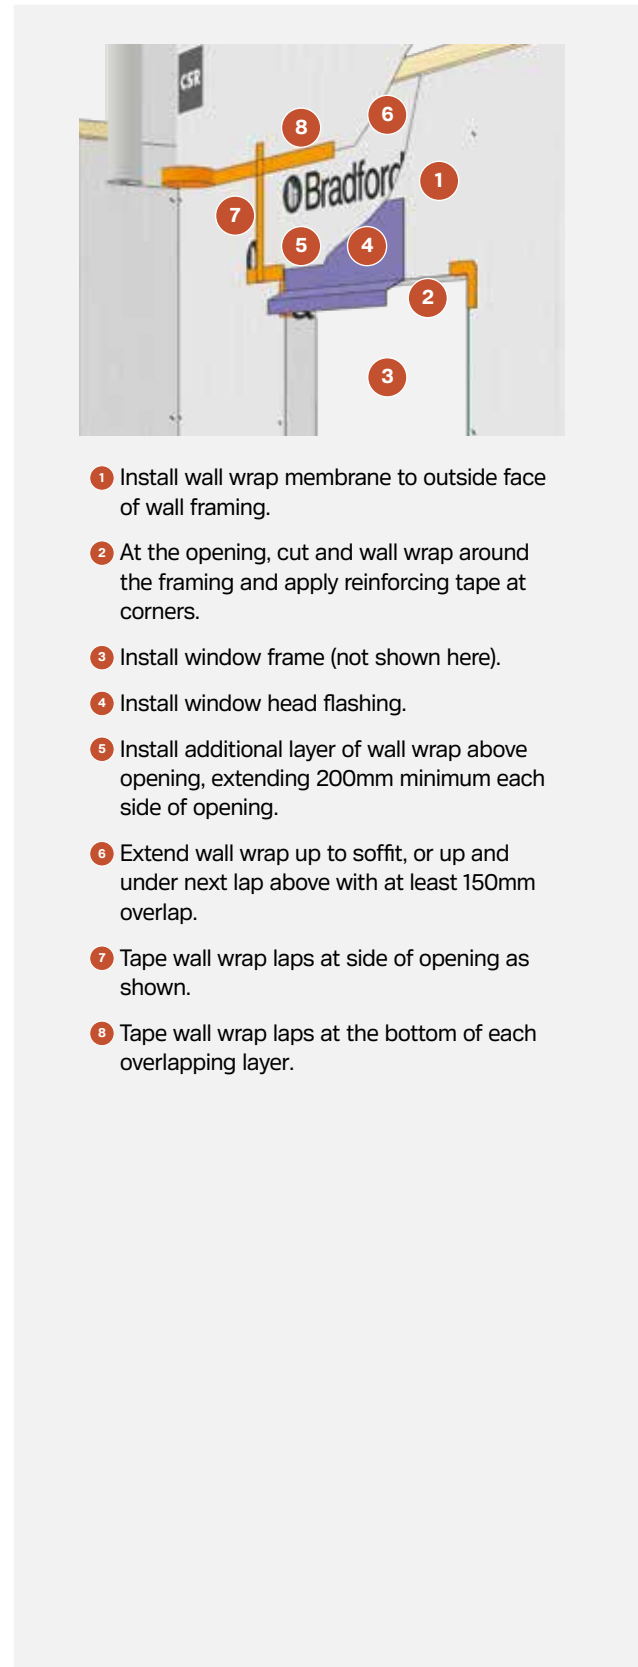 CSR
8
6
Bradford
1
7
5
4
2
3
1 Install wall wrap membrane to outside face
of wall framing.
2 At the opening, cut and wall wrap around
the framing and apply reinforcing tape at
corners.
3 Install window frame (not shown here).
4 Install window head flashing.
5 Install additional layer of wall wrap above
opening, extending 200mm minimum each
side of opening.
6 Extend wall wrap up to soffit, or up and
under next lap above with at least 150mm
overlap.
7 Tape wall wrap laps at side of opening as
shown.
8 Tape wall wrap laps at the bottom of each
overlapping layer.